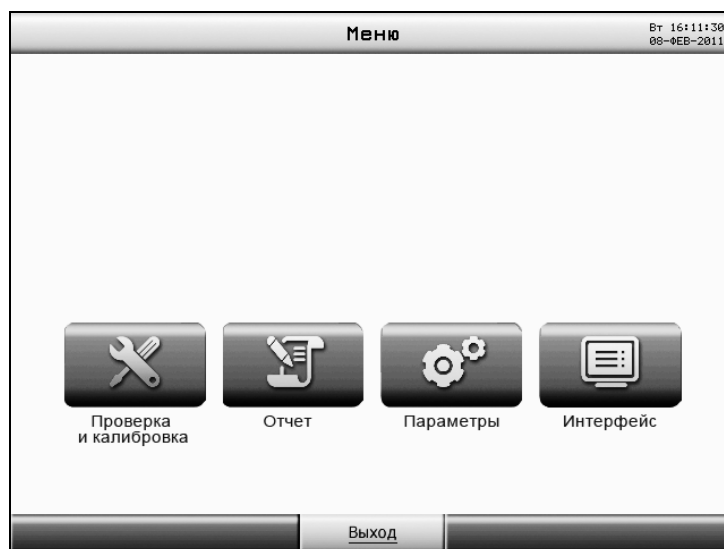 Меню
Вт 16:11:30
08-ФЕВ-2011
Проверка
и калибровка
Отчет
Параметры
Интерфейс
Выход